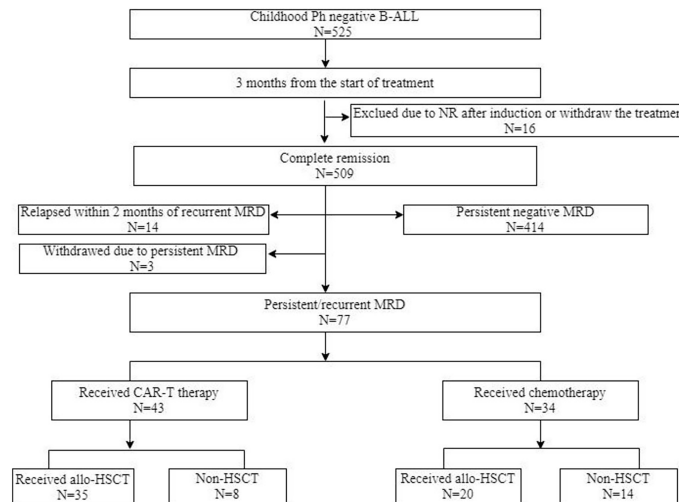 Childhood Ph negative B-ALL
N=525
3 months from the start of treatment
Exclued due to NR after induction or withdraw the treatment
N=16
Complete remission
N=509
Relapsed within 2 months of recurrent MRD
N=14
Persistent negative MRD
N=414
Withdrawed due to persistent MRD
N=3
Persistent/recurrent MRD
N=77
Received CAR-T therapy
N=43
Received chemotherapy
N=34
Received allo-HSCT
N=35
Non-HSCT
N=8
Received allo-HSCT
N=20
Non-HSCT
N=14